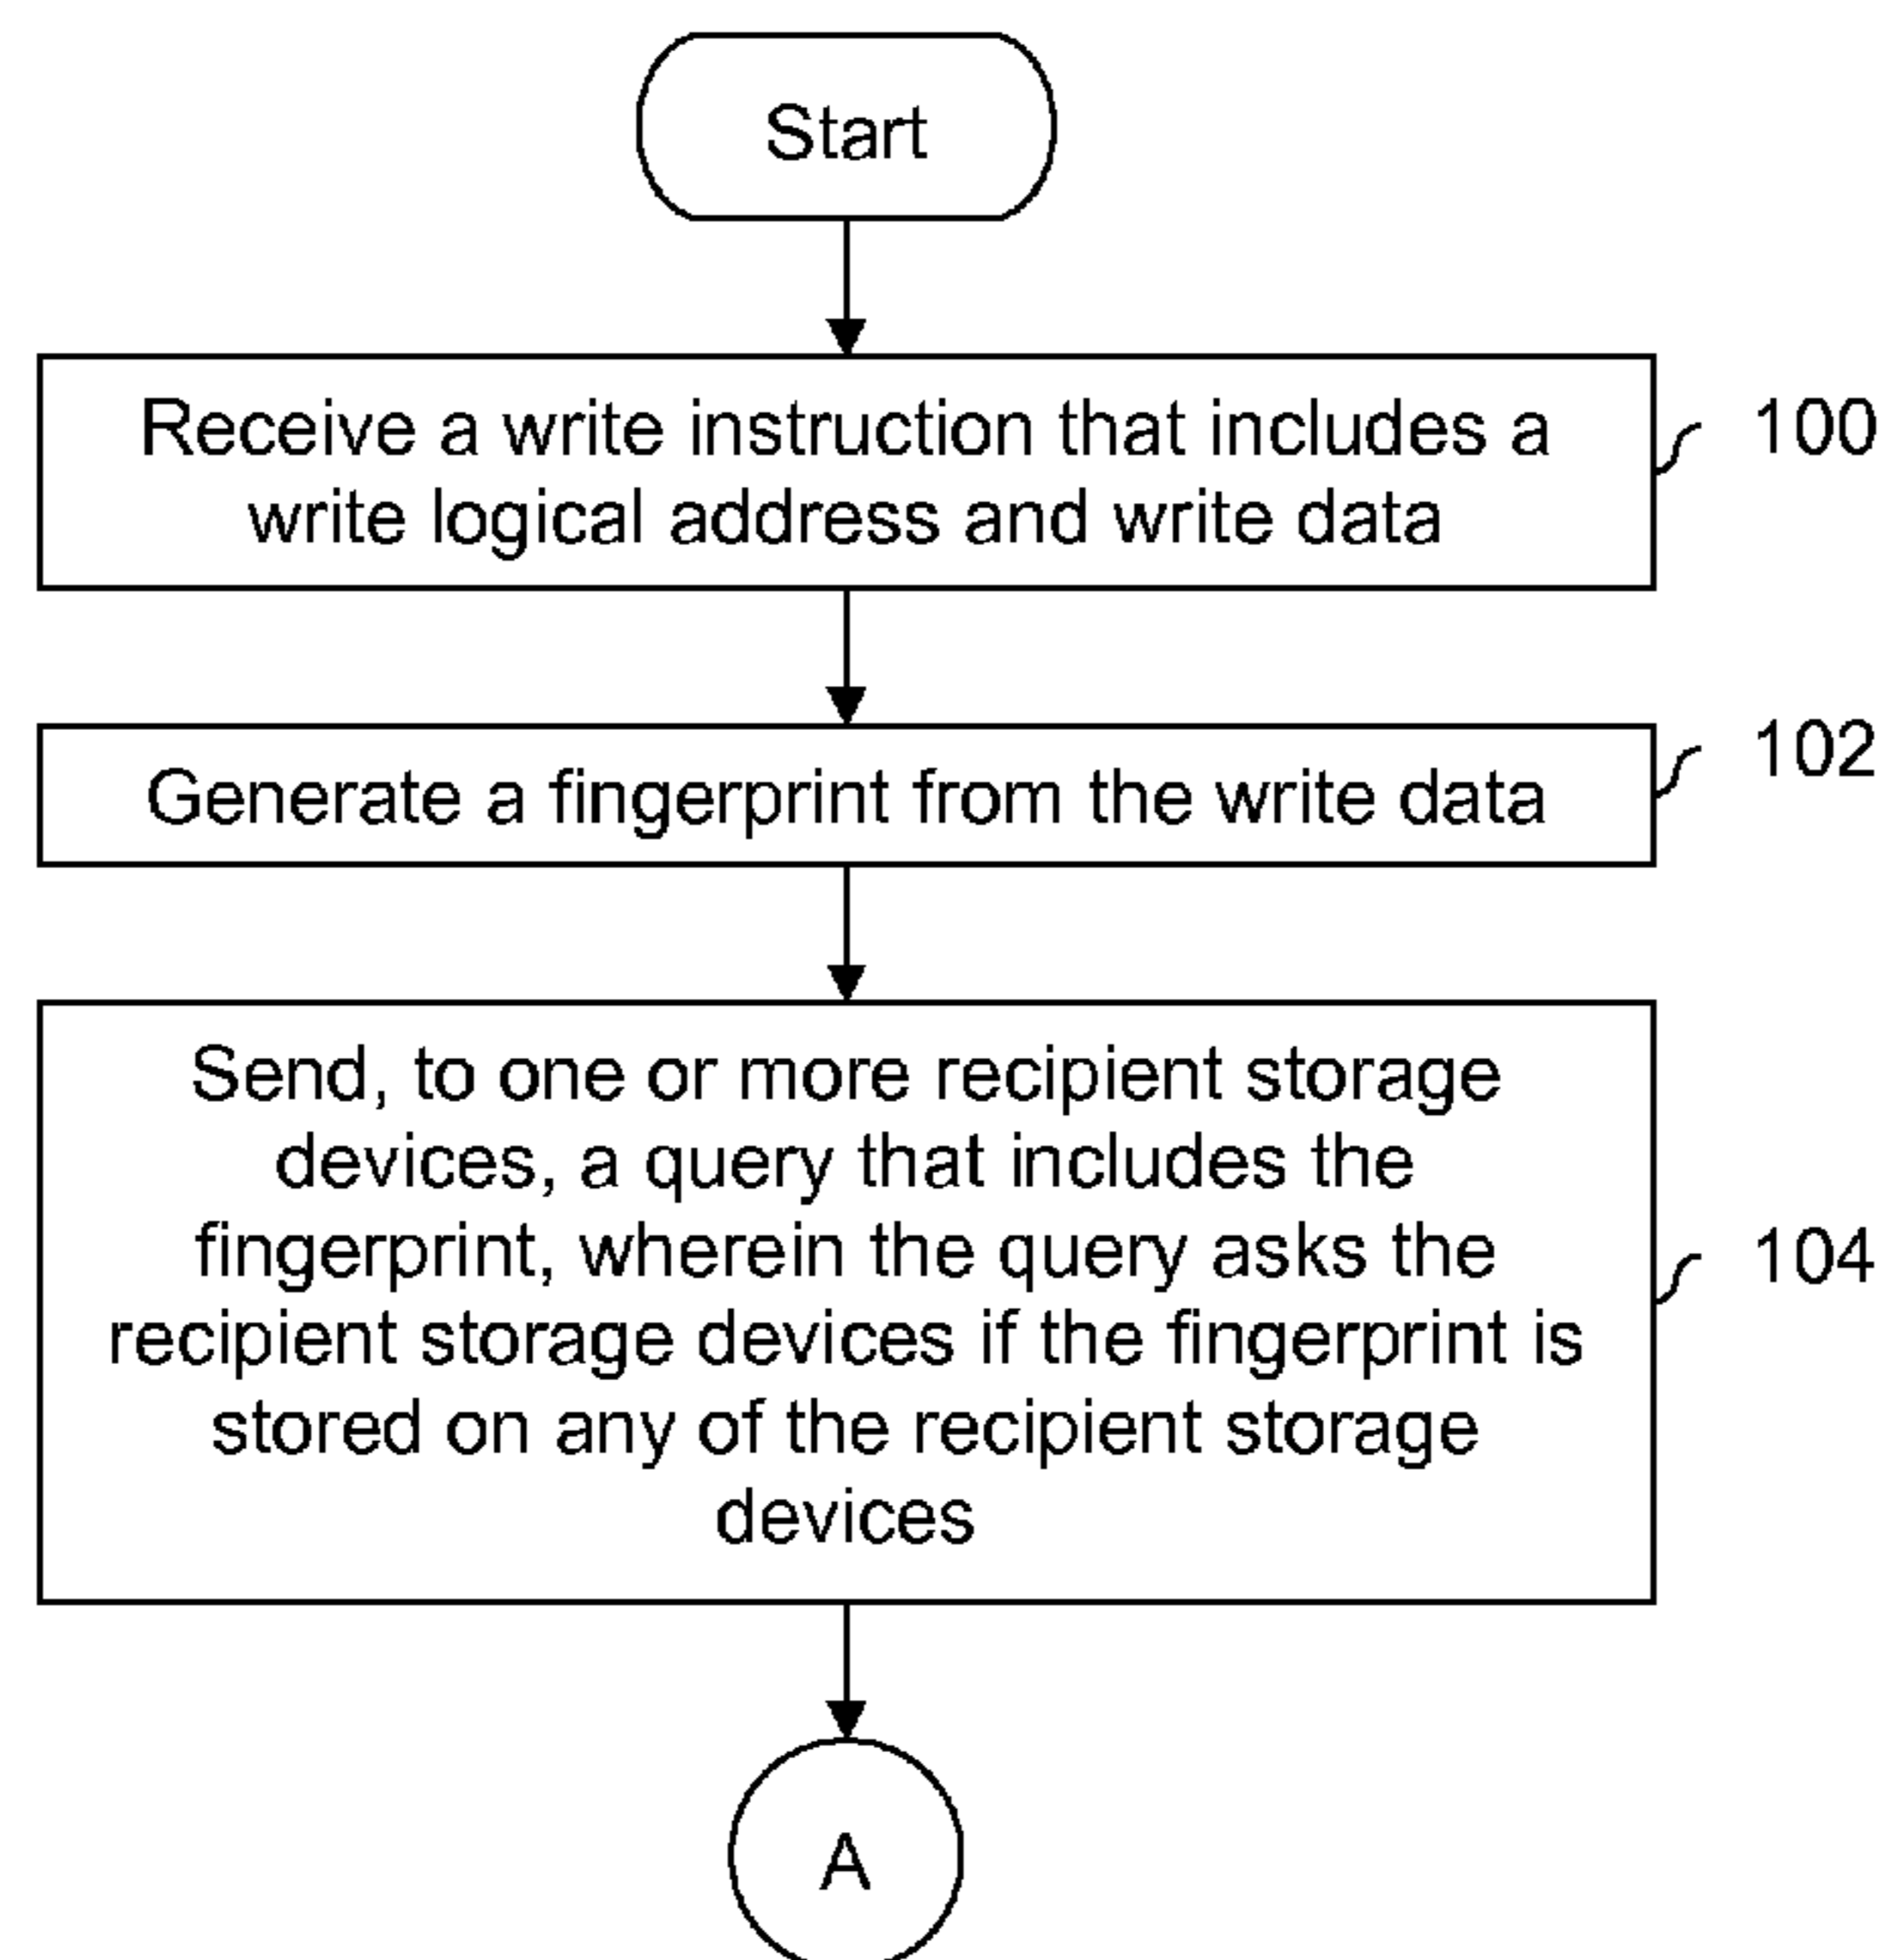 Start
Receive a write instruction that includes a
write logical address and write data
100
Generate a fingerprint from the write data
102
Send, to one or more recipient storage
devices, a query that includes the
fingerprint, wherein the query asks the
recipient storage devices if the fingerprint is
stored on any of the recipient storage
devices
104
A